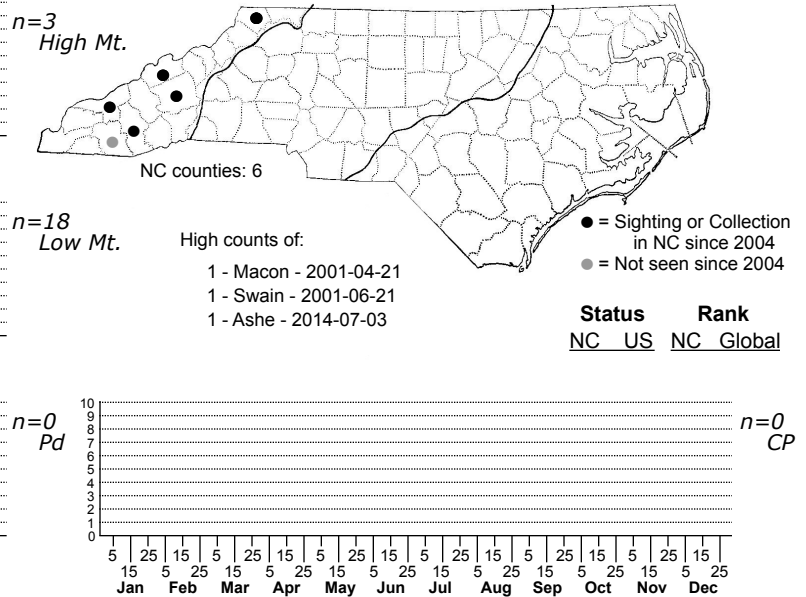 n=3
High Mt.
NC counties: 6
n=18
Low Mt.
High counts of:
1 - Macon - 2001-04-21
1 - Swain - 2001-06-21
1 - Ashe - 2014-07-03
● = Sighting or Collection
in NC since 2004
● = Not seen since 2004
Status Rank
NC US NC Global
n=0
Pd
n=0
CP
10
9
8
7
6
5
4
3
2
1
0
5 25 15 5 25 15 5 25 15 5 25 15 5 25 15 5 25 15
15 5 25 15 5 25 15 5 25 15 5 25 15 5 25 15 5 25
Jan Feb Mar Apr May Jun Jul Aug Sep Oct Nov Dec